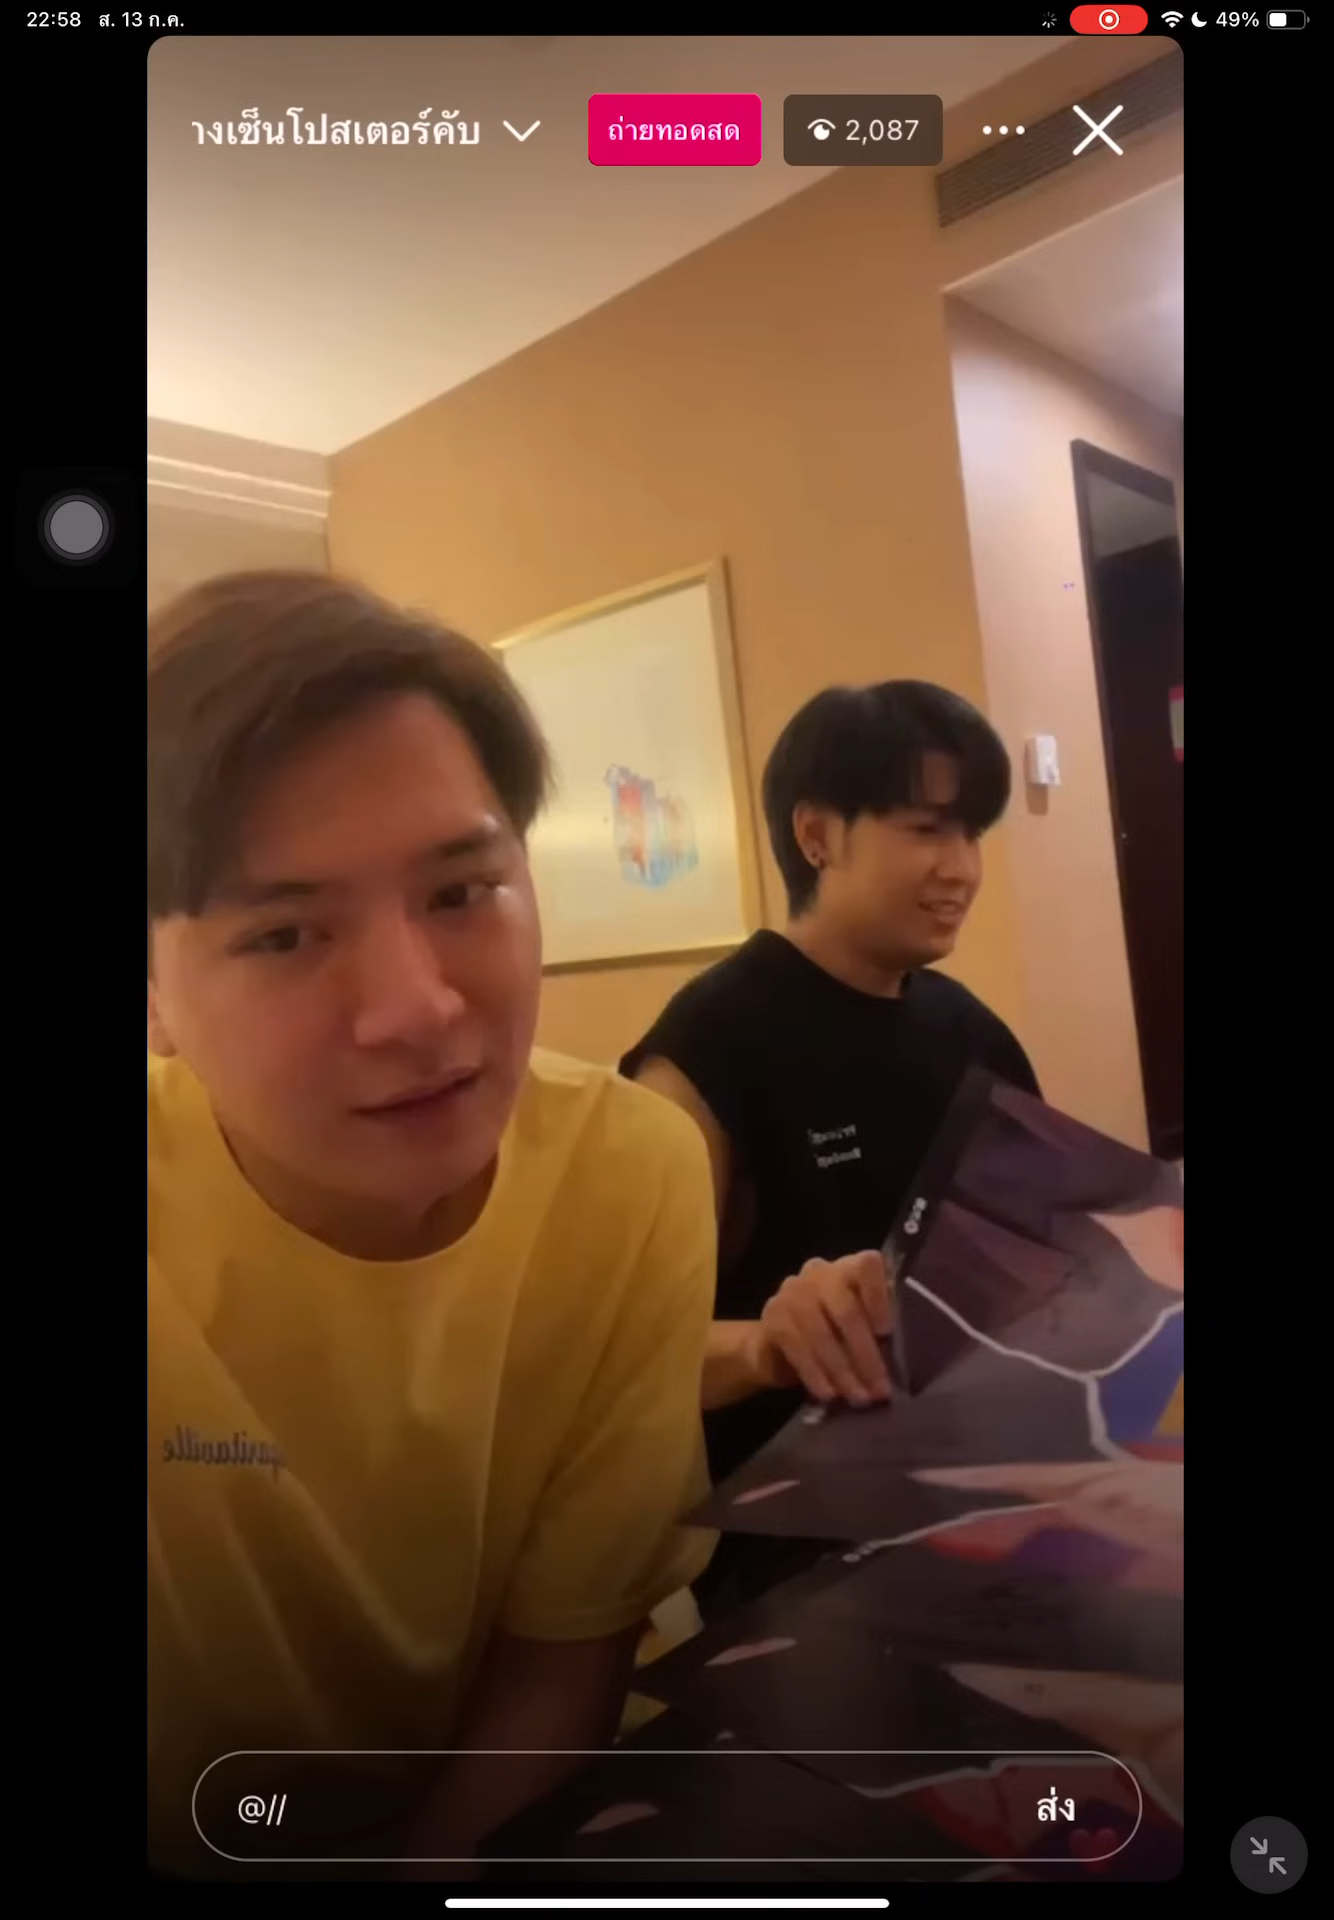 22:58 ส. 13 ก.ค.
49%
างเซ็นโปสเตอร์คับ
ถ่ายทอดสด
2,087
@//
ส่ง